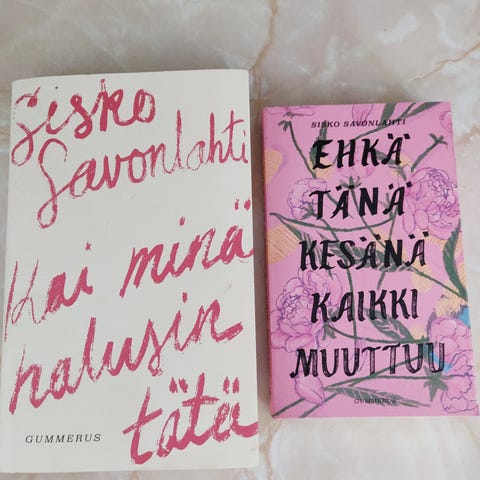 Sisko
Savonlahti
Kai minä
halusin
tätä
GUMMERUS
SISKO SAVONLAHTI
EHKÄ
TÄNÄ
KESÄNÄ
KAIKKI
MUUTTUU
GUMMERUS